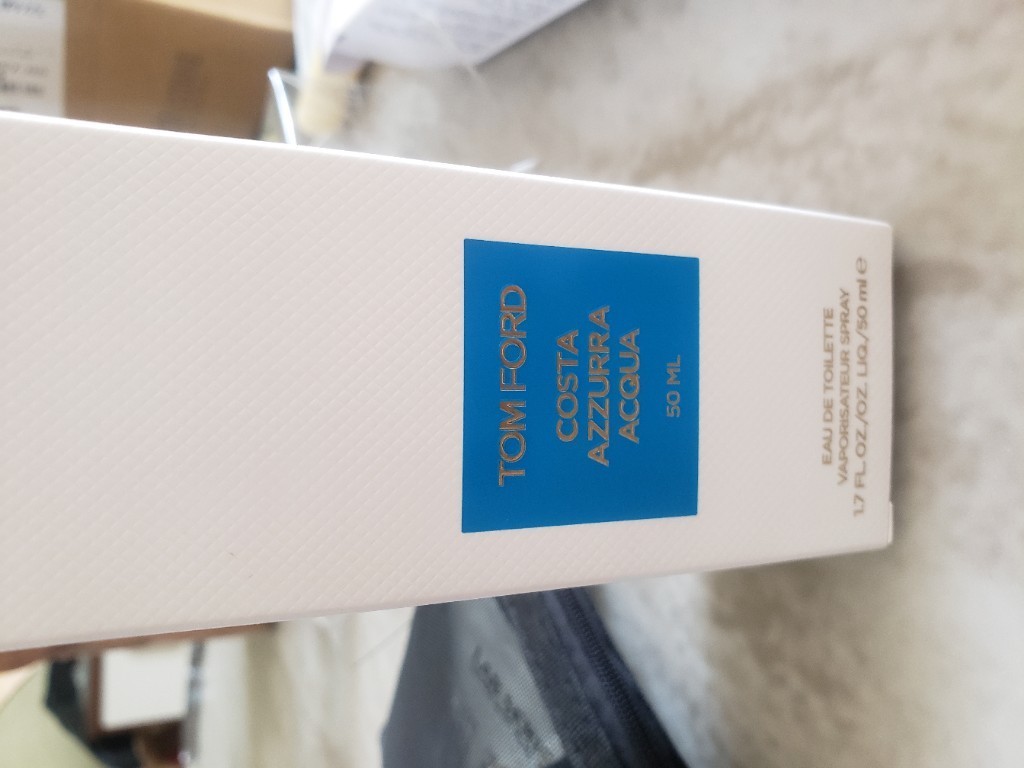 TOM FORD
COSTA
AZZURRA
ACQUA
50 ML
EAU DE TOILETTE
VAPORISATEUR SPRAY
1.7 FL. OZ./OZ. LIQ./50 ml ℮